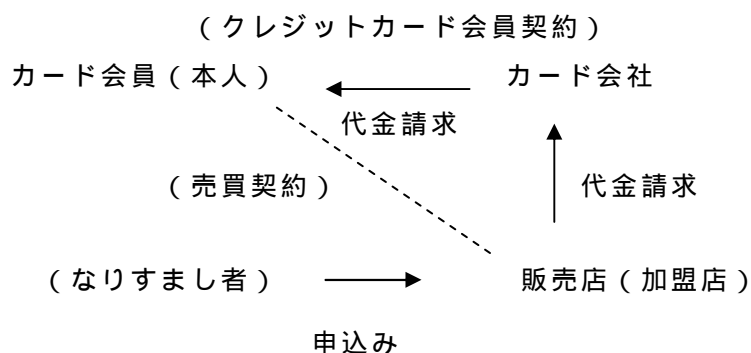 （クレジットカード会員契約）
カード会員（本人）
カード会社
代金請求
（売買契約）
代金請求
（なりすまし者）
販売店（加盟店）
申込み